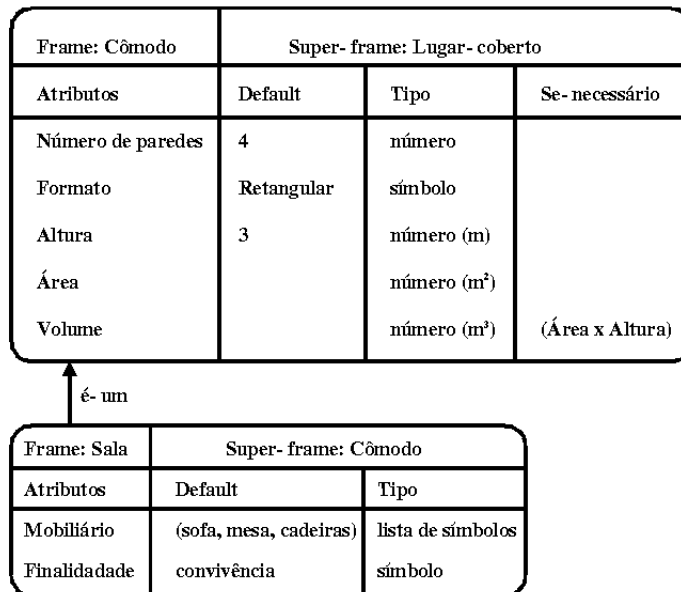 Frame: Cômodo Super- frame: Lugar- coberto
Atributos Default Tipo Se- necessário
Número de paredes 4 número
Formato Retangular símbolo
Altura 3 número (m)
Área número (m²)
Volume número (m³) (Área x Altura)
é- um
Frame: Sala Super- frame: Cômodo
Atributos Default Tipo
Mobiliário (sofa, mesa, cadeiras) lista de símbolos
Finalidadade convivência símbolo